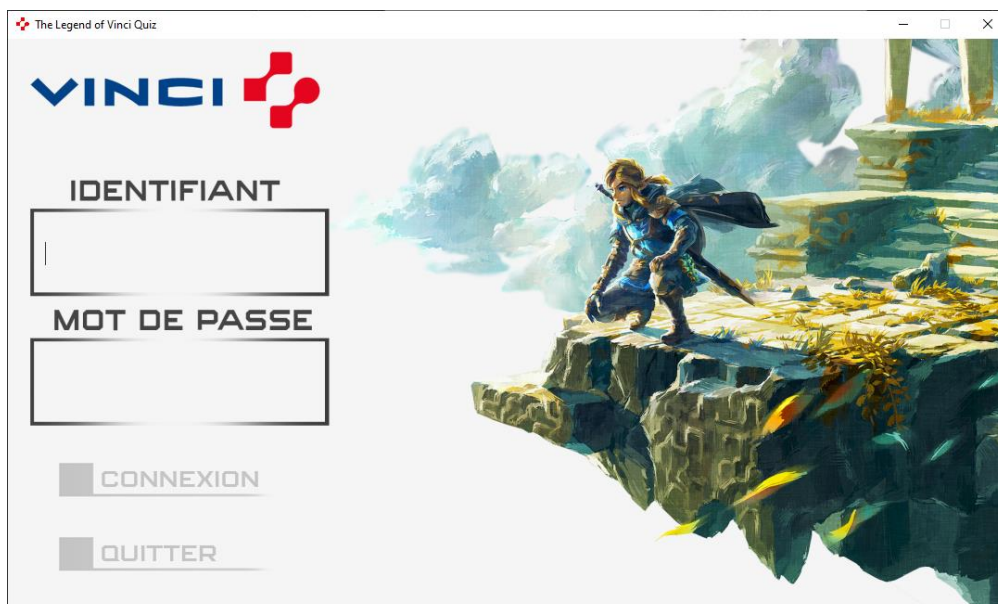 The Legend of Vinci Quiz
VINCI
IDENTIFIANT
MOT DE PASSE
CONNEXION
QUITTER